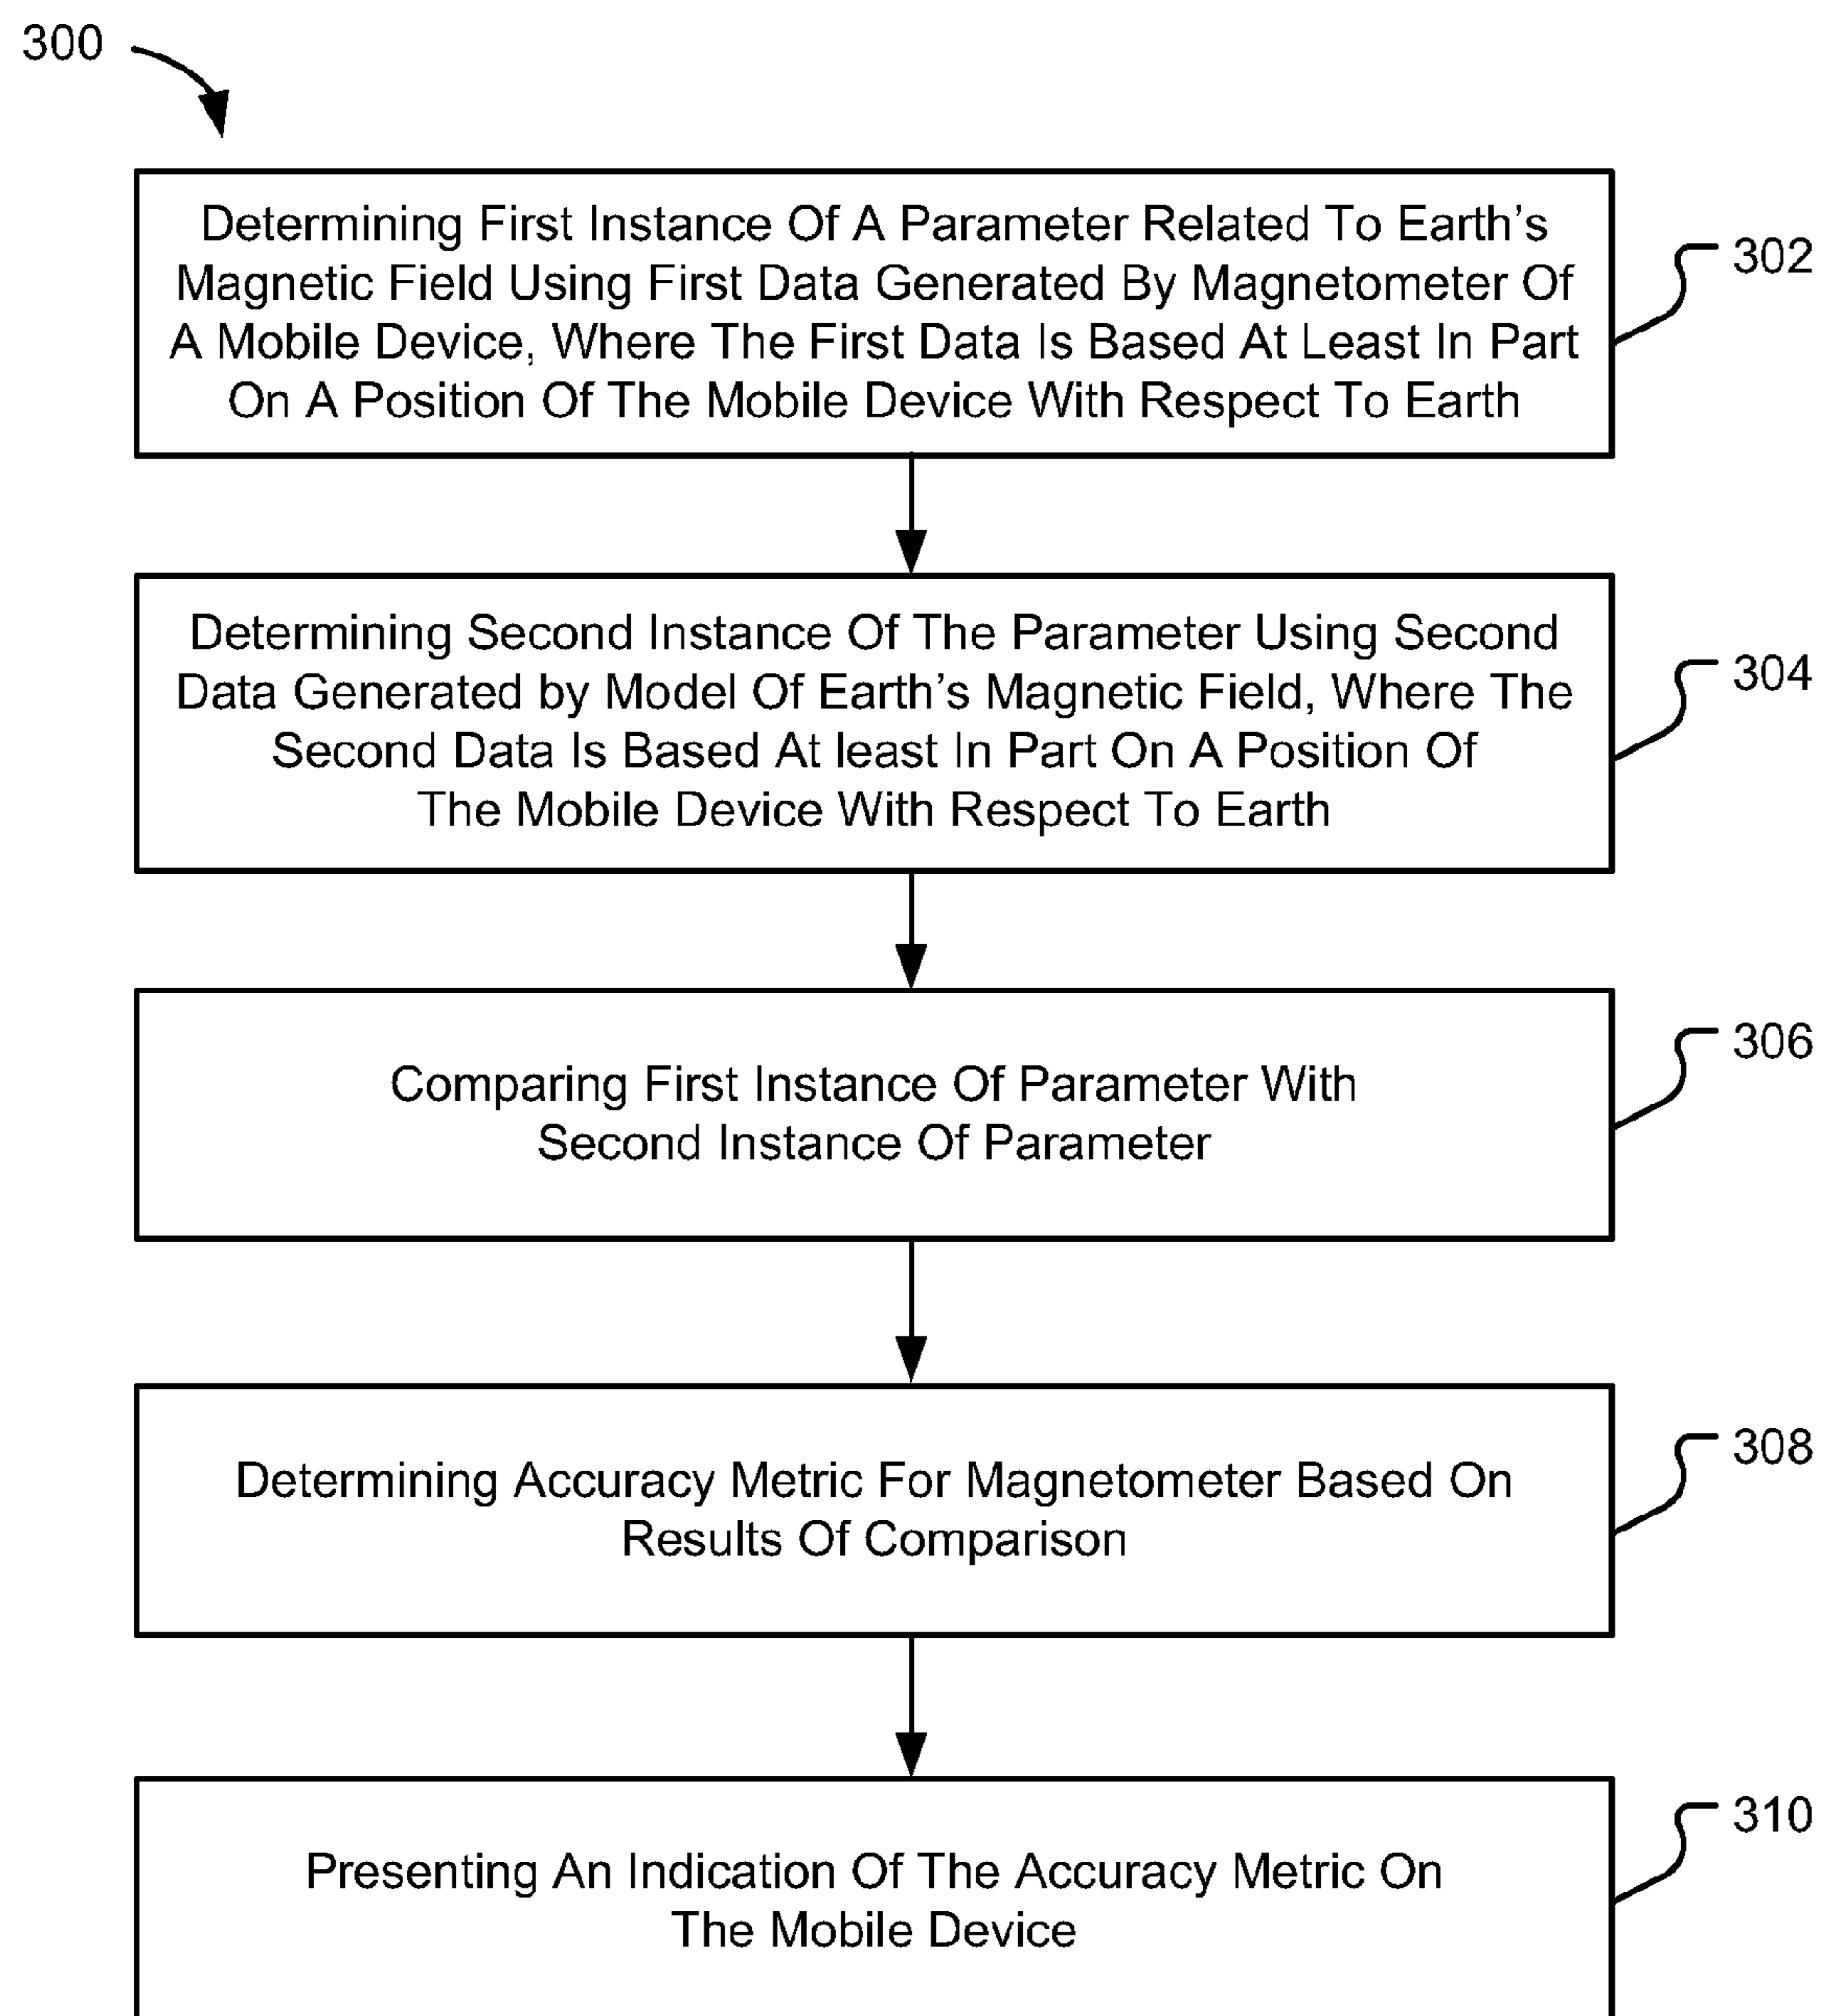 300
Determining First Instance Of A Parameter Related To Earth's
Magnetic Field Using First Data Generated By Magnetometer Of
A Mobile Device, Where The First Data Is Based At Least In Part
On A Position Of The Mobile Device With Respect To Earth
302
Determining Second Instance Of The Parameter Using Second
Data Generated by Model Of Earth's Magnetic Field, Where The
Second Data Is Based At least In Part On A Position Of
The Mobile Device With Respect To Earth
304
Comparing First Instance Of Parameter With
Second Instance Of Parameter
306
Determining Accuracy Metric For Magnetometer Based On
Results Of Comparison
308
Presenting An Indication Of The Accuracy Metric On
The Mobile Device
310